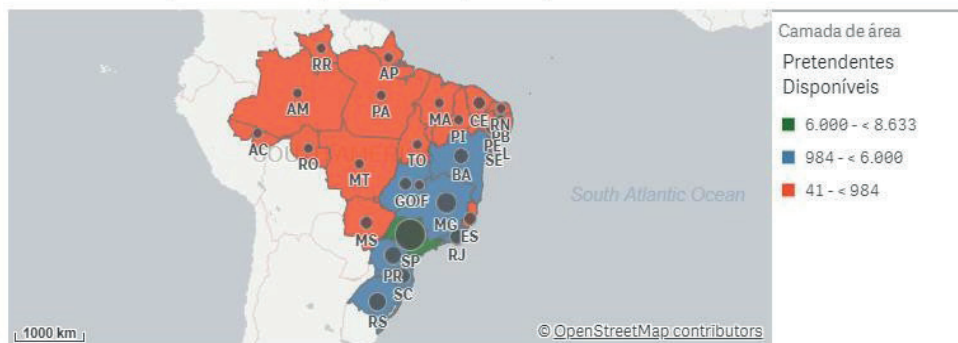 Camada de área
Pretendentes
Disponíveis
6.000 - < 8.633
984 - < 6.000
41 - < 984
RR
AP
AM
PA
MA
CE
RN
PB
PI
PE
L
SE
AC
RO
TO
BA
MT
GO
F
MG
MS
ES
SP
RJ
PR
SC
RS
South Atlantic Ocean
1000 km
© OpenStreetMap contributors